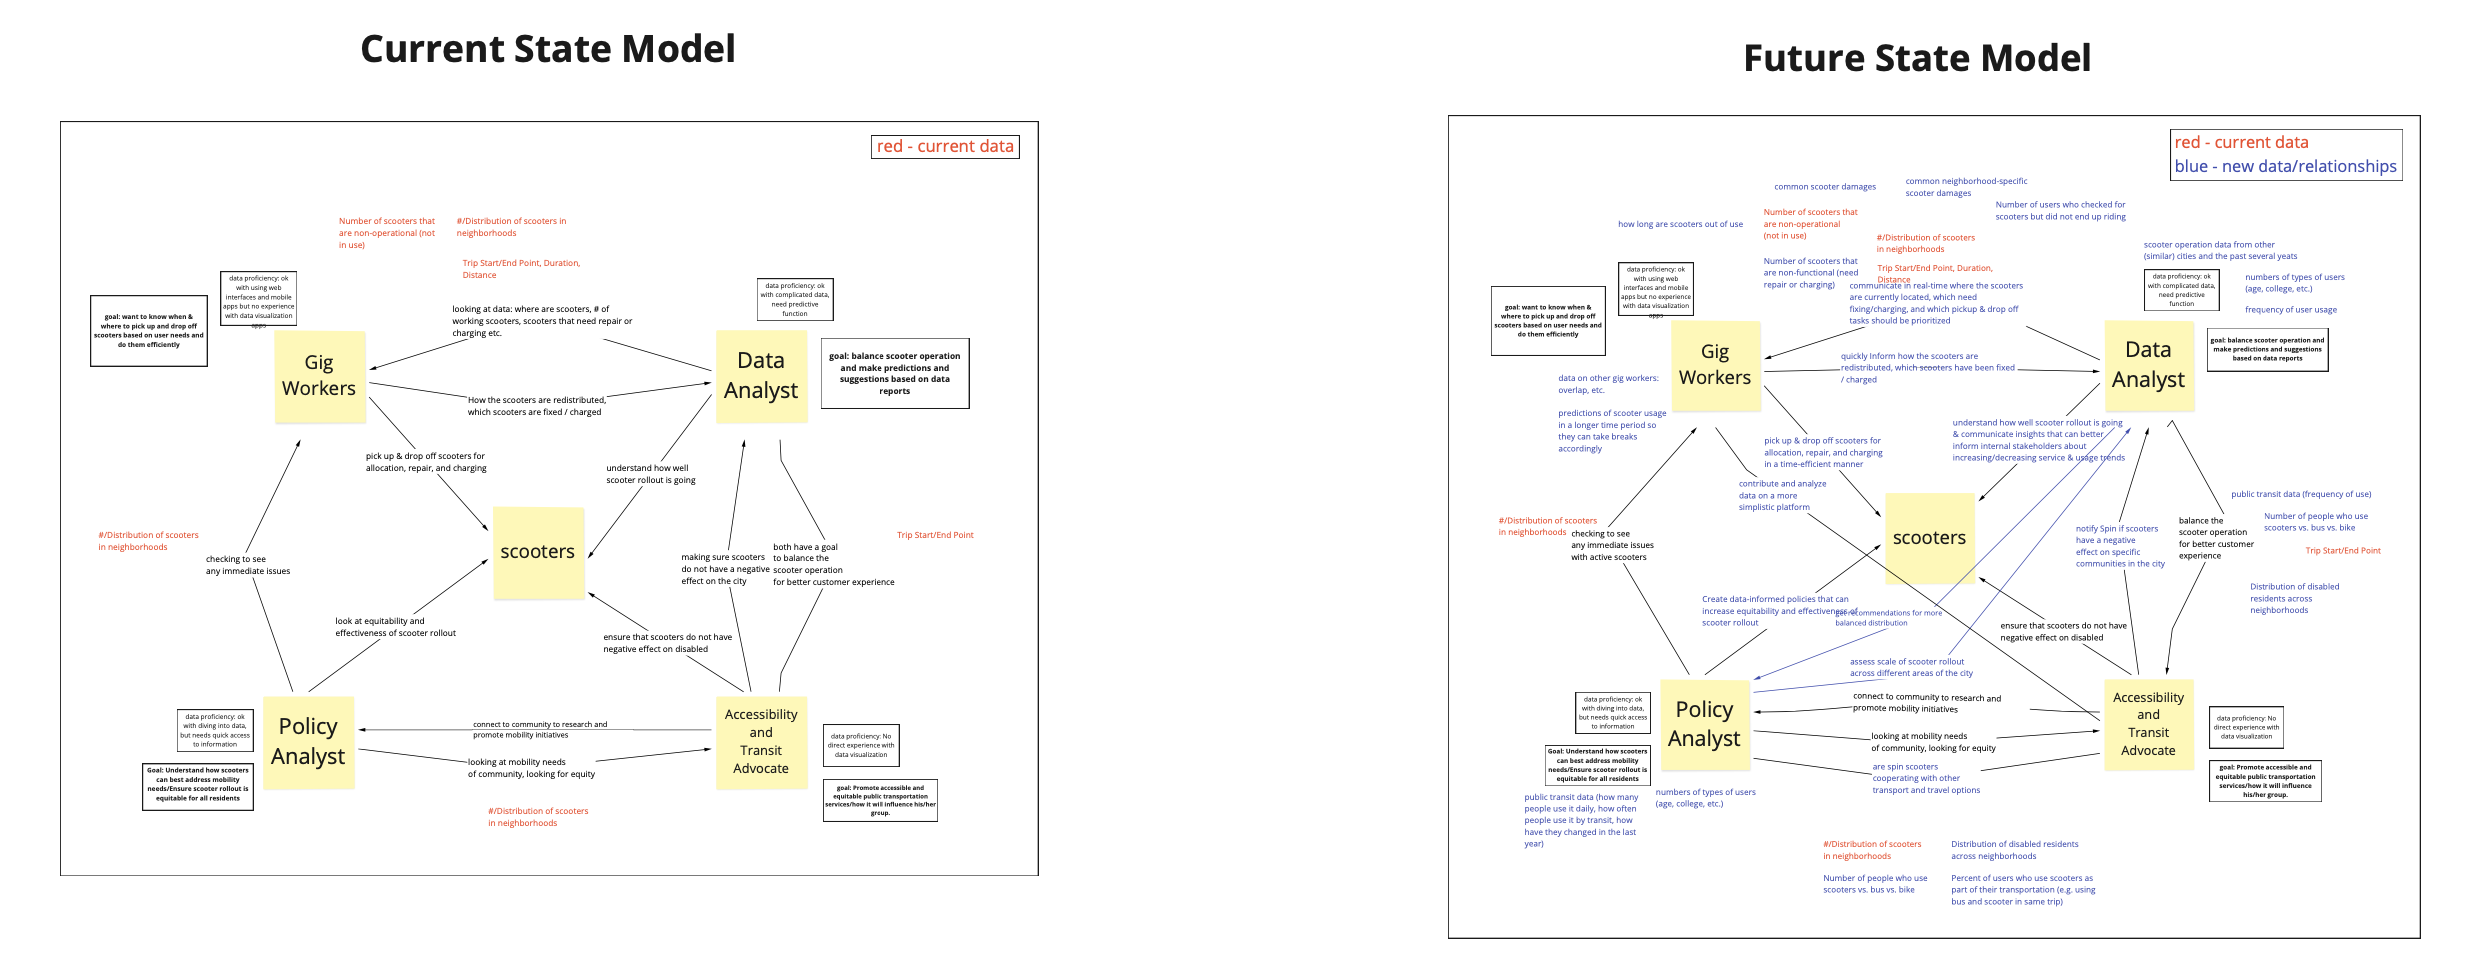 Current State Model
red - current data
Number of scooters that
are non-operational (not
in use)
#/Distribution of scooters in
neighborhoods
Trip Start/End Point, Duration,
Distance
data proficiency: ok
with using web
interfaces and mobile
apps but no experience
with data visualization
apps
goal: want to know when &
where to pick up and drop off
scooters based on user needs and
do them efficiently
data proficiency: ok
with complicated data,
need predictive
function
looking at data: where are scooters, # of
working scooters, scooters that need repair or
charging etc.
Gig
Workers
Data
Analyst
goal: balance scooter operation
and make predictions and
suggestions based on data
reports
How the scooters are redistributed,
which scooters are fixed / charged
pick up & drop off scooters for
allocation, repair, and charging
understand how well
scooter rollout is going
#/Distribution of scooters
in neighborhoods
checking to see
any immediate issues
scooters
making sure scooters
do not have a negative
effect on the city
both have a goal
to balance the
scooter operation
for better customer experience
Trip Start/End Point
look at equitability and
effectiveness of scooter rollout
ensure that scooters do not have
negative effect on disabled
data proficiency: ok
with diving into data,
but needs quick access
to information
Policy
Analyst
Goal: Understand how scooters
can best address mobility
needs/Ensure scooter rollout is
equitable for all residents
connect to community to research and
promote mobility initiatives
looking at mobility needs
of community, looking for equity
Accessibility
and
Transit
Advocate
data proficiency: No
direct experience with
data visualization
goal: Promote accessible and
equitable public transportation
services/how it will influence his/her
group.
#/Distribution of scooters
in neighborhoods
Future State Model
red - current data
blue - new data/relationships
common scooter damages
common neighborhood-specific
scooter damages
Number of users who checked for
scooters but did not end up riding
how long are scooters out of use
Number of scooters that
are non-operational
(not in use)
#/Distribution of scooters
in neighborhoods
scooter operation data from other
(similar) cities and the past several yeats
Number of scooters that
are non-functional (need
repair or charging)
Trip Start/End Point, Duration,
Distance
numbers of types of users
(age, college, etc.)
frequency of user usage
data proficiency: ok
with using web
interfaces and mobile
apps but no experience
with data visualization
apps
goal: want to know when &
where to pick up and drop off
scooters based on user needs and
do them efficiently
communicate in real-time where the scooters
are currently located, which need
fixing/charging, and which pickup & drop off
tasks should be prioritized
data proficiency: ok
with complicated data,
need predictive
function
Gig
Workers
Data
Analyst
goal: balance scooter operation and
make predictions and suggestions
based on data reports
quickly Inform how the scooters are
redistributed, which scooters have been fixed
/ charged
data on other gig workers:
overlap, etc.
predictions of scooter usage
in a longer time period so
they can take breaks
accordingly
pick up & drop off scooters for
allocation, repair, and charging
in a time-efficient manner
understand how well scooter rollout is going
& communicate insights that can better
inform internal stakeholders about
increasing/decreasing service & usage trends
contribute and analyze
data on a more
simplistic platform
#/Distribution of scooters
in neighborhoods
checking to see
any immediate issues
with active scooters
scooters
notify Spin if scooters
have a negative
effect on specific
communities in the city
balance the
scooter operation
for better customer
experience
public transit data (frequency of use)
Number of people who use
scooters vs. bus vs. bike
Trip Start/End Point
Distribution of disabled
residents across
neighborhoods
Create data-informed policies that can
increase equitability and effectiveness of
scooter rollout
get recommendations for more
balanced distribution
ensure that scooters do not have
negative effect on disabled
assess scale of scooter rollout
across different areas of the city
connect to community to research and
promote mobility initiatives
looking at mobility needs
of community, looking for equity
are spin scooters
cooperating with other
transport and travel options
data proficiency: ok
with diving into data,
but needs quick access
to information
Policy
Analyst
Goal: Understand how scooters
can best address mobility
needs/Ensure scooter rollout is
equitable for all residents
Accessibility
and
Transit
Advocate
data proficiency: No
direct experience with
data visualization
goal: Promote accessible and
equitable public transportation
services/how it will influence
his/her group.
public transit data (how many
people use it daily, how often
people use it by transit, how
have they changed in the last
year)
numbers of types of users
(age, college, etc.)
#/Distribution of scooters
in neighborhoods
Distribution of disabled residents
across neighborhoods
Number of people who use
scooters vs. bus vs. bike
Percent of users who use scooters as
part of their transportation (e.g. using
bus and scooter in same trip)